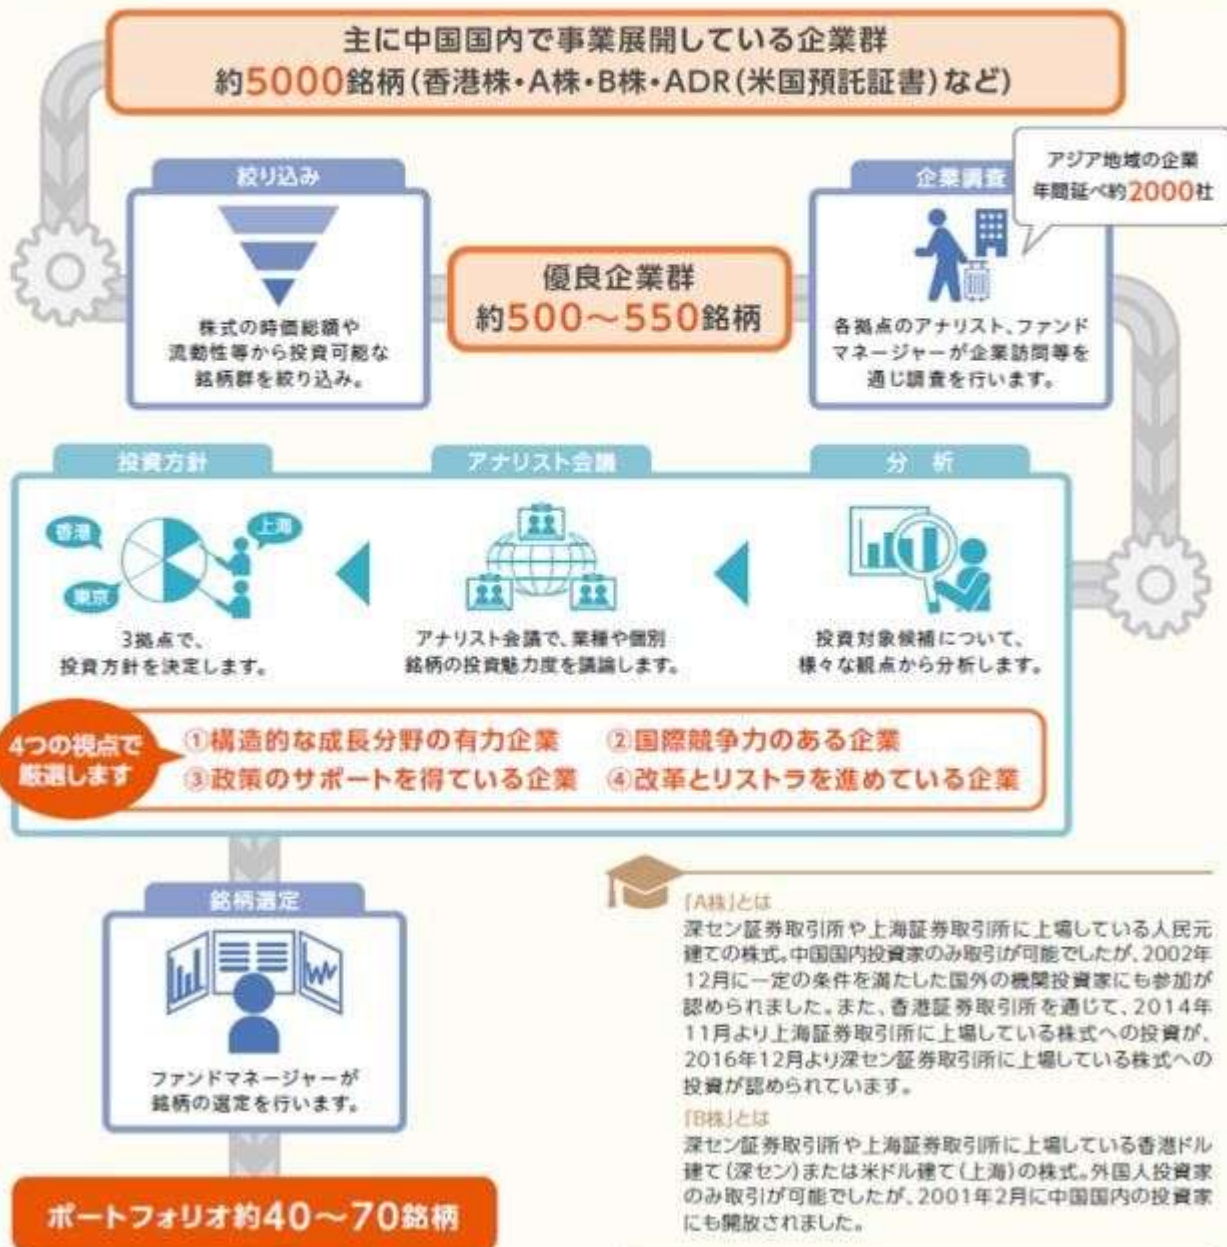 主に中国国内で事業展開している企業群
約5000銘柄(香港株・A株・B株・ADR(米国預託証書)など)
絞り込み
株式の時価総額や
流動性等から投資可能な
銘柄群を絞り込み。
優良企業群
約500〜550銘柄
企業調査
アジア地域の企業
年間延べ約2000社
各拠点のアナリスト、ファンド
マネージャーが企業訪問等を
通じ調査を行います。
投資方針
香港
上海
東京
3拠点で、
投資方針を決定します。
アナリスト会議
アナリスト会議で、業種や個別
銘柄の投資魅力度を議論します。
分 析
投資対象候補について、
様々な観点から分析します。
4つの視点で
厳選します
①構造的な成長分野の有力企業 ②国際競争力のある企業
③政策のサポートを得ている企業 ④改革とリストラを進めている企業
銘柄選定
ファンドマネージャーが
銘柄の選定を行います。
ポートフォリオ約40〜70銘柄
「A株」とは
深セン証券取引所や上海証券取引所に上場している人民元
建ての株式。中国国内投資家のみ取引が可能でしたが、2002年
12月に一定の条件を満たした国外の機関投資家にも参加が
認められました。また、香港証券取引所を通じて、2014年
11月より上海証券取引所に上場している株式への投資が、
2016年12月より深セン証券取引所に上場している株式への
投資が認められています。
「B株」とは
深セン証券取引所や上海証券取引所に上場している香港ドル
建て(深セン)または米ドル建て(上海)の株式。外国人投資家
のみ取引が可能でしたが、2001年2月に中国国内の投資家
にも開放されました。